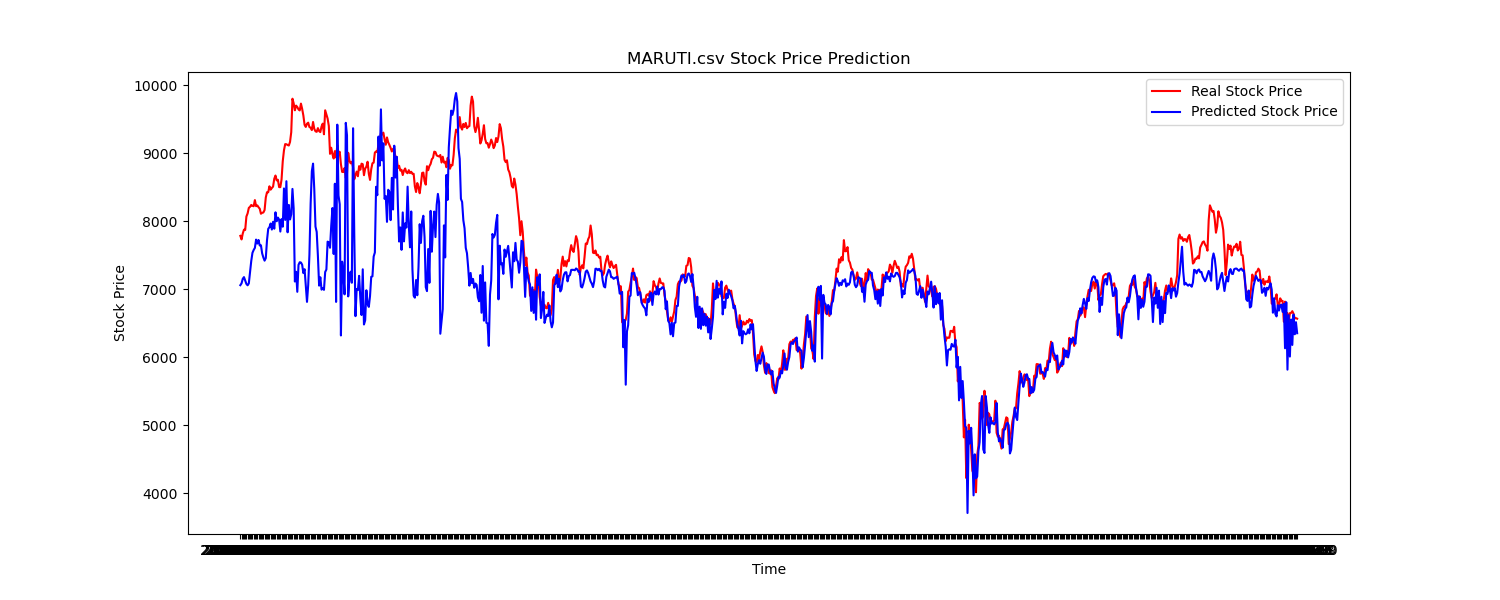 MARUTI.csv Stock Price Prediction
Real Stock Price
Predicted Stock Price
Stock Price
10000
9000
8000
7000
6000
5000
4000
Time